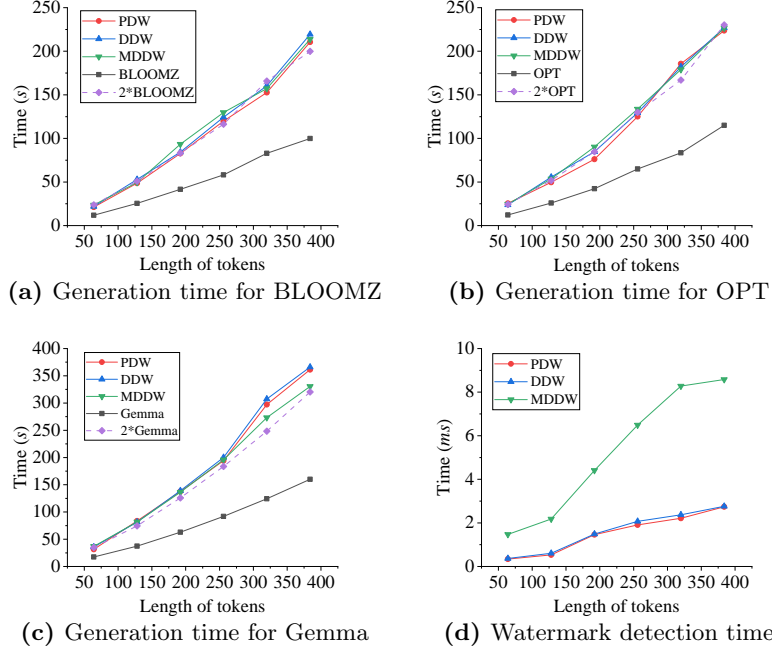 250
200
150
100
50
0
Time (s)
PDW
DDW
MDDW
BLOOMZ
2*BLOOMZ
50 100 150 200 250 300 350 400
Length of tokens
(a) Generation time for BLOOMZ
250
200
150
100
50
0
Time (s)
PDW
DDW
MDDW
OPT
2*OPT
50 100 150 200 250 300 350 400
Length of tokens
(b) Generation time for OPT
400
350
300
250
200
150
100
50
0
Time (s)
PDW
DDW
MDDW
Gemma
2*Gemma
50 100 150 200 250 300 350 400
Length of tokens
(c) Generation time for Gemma
10
8
6
4
2
0
Time (ms)
PDW
DDW
MDDW
50 100 150 200 250 300 350 400
Length of tokens
(d) Watermark detection time